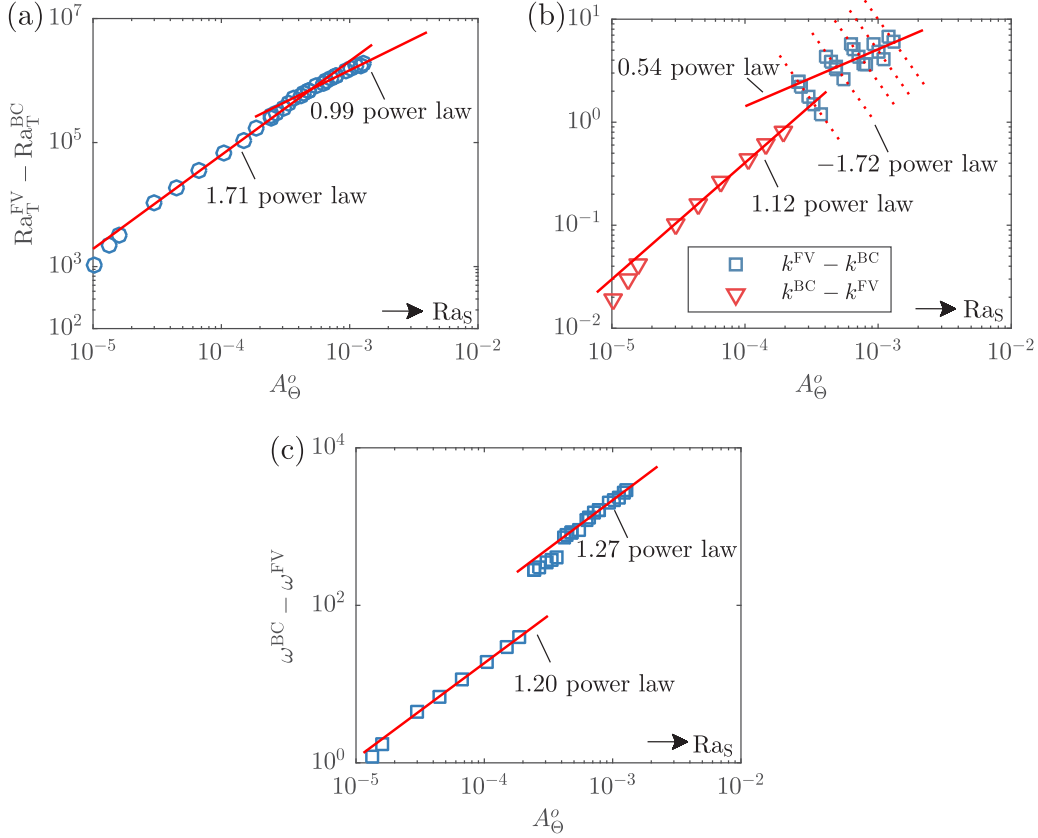 (a)
10^6
10^5
10^3
10^2
Ra_T^FV − Ra_T^BC
0.99 power law
1.71 power law
Ra_S
10^−5 10^−4 10^−3 10^−2
A_Θ^o
(b)
10^1
10^0
10^−1
10^−2
0.54 power law
−1.72 power law
1.12 power law
k^FV − k^BC
k^BC − k^FV
Ra_S
10^−5 10^−4 10^−3 10^−2
A_Θ^o
(c)
10^4
10^2
10^0
ω^BC − ω^FV
1.27 power law
1.20 power law
Ra_S
10^−5 10^−4 10^−3 10^−2
A_Θ^o